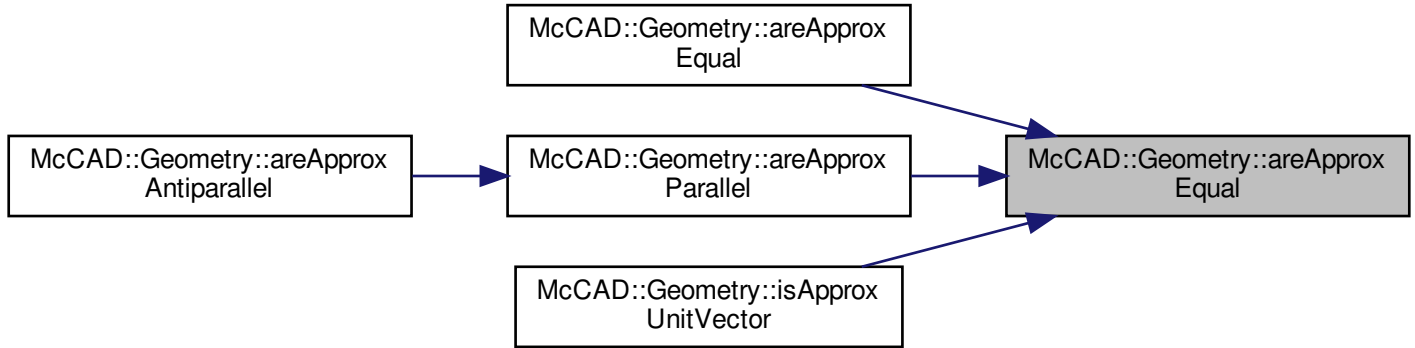 McCAD::Geometry::areApprox
Equal
McCAD::Geometry::areApprox
Antiparallel
McCAD::Geometry::areApprox
Parallel
McCAD::Geometry::areApprox
Equal
McCAD::Geometry::isApprox
UnitVector